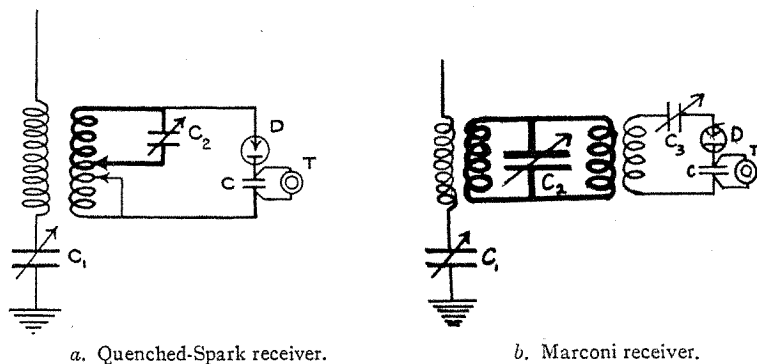 D
C₂
T
C
C₁
a. Quenched-Spark receiver.
C₃
D
T
C
C₂
C₁
b. Marconi receiver.